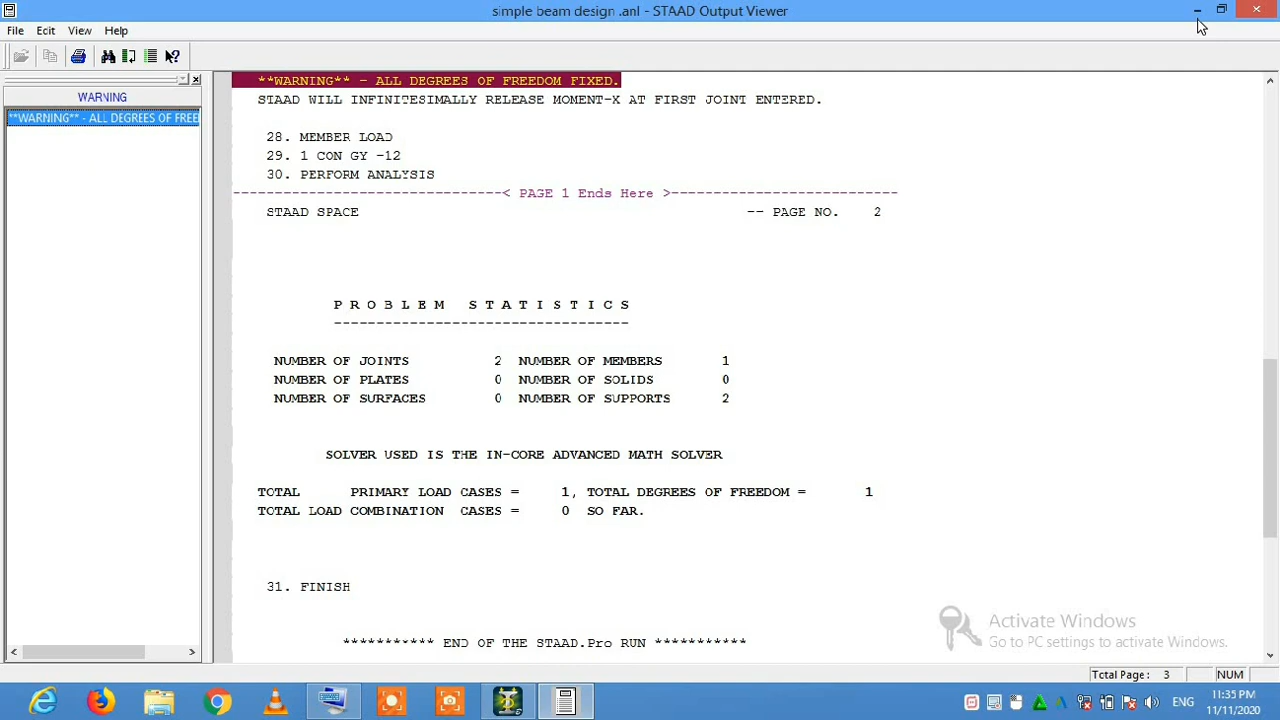 simple beam design .anl - STAAD Output Viewer
File Edit View Help
WARNING
**WARNING** - ALL DEGREES OF FREE
**WARNING** - ALL DEGREES OF FREEDOM FIXED.
STAAD WILL INFINITESIMALLY RELEASE MOMENT-X AT FIRST JOINT ENTERED.
28. MEMBER LOAD
29. 1 CON GY -12
30. PERFORM ANALYSIS
-------------------------------< PAGE 1 Ends Here >---------------------------
STAAD SPACE -- PAGE NO. 2
P R O B L E M S T A T I S T I C S
-----------------------------------
NUMBER OF JOINTS 2 NUMBER OF MEMBERS 1
NUMBER OF PLATES 0 NUMBER OF SOLIDS 0
NUMBER OF SURFACES 0 NUMBER OF SUPPORTS 2
SOLVER USED IS THE IN-CORE ADVANCED MATH SOLVER
TOTAL PRIMARY LOAD CASES = 1, TOTAL DEGREES OF FREEDOM = 1
TOTAL LOAD COMBINATION CASES = 0 SO FAR.
31. FINISH
*********** END OF THE STAAD.Pro RUN ***********
Activate Windows
Go to PC settings to activate Windows.
Total Page : 3 NUM
ENG
11:35 PM
11/11/2020